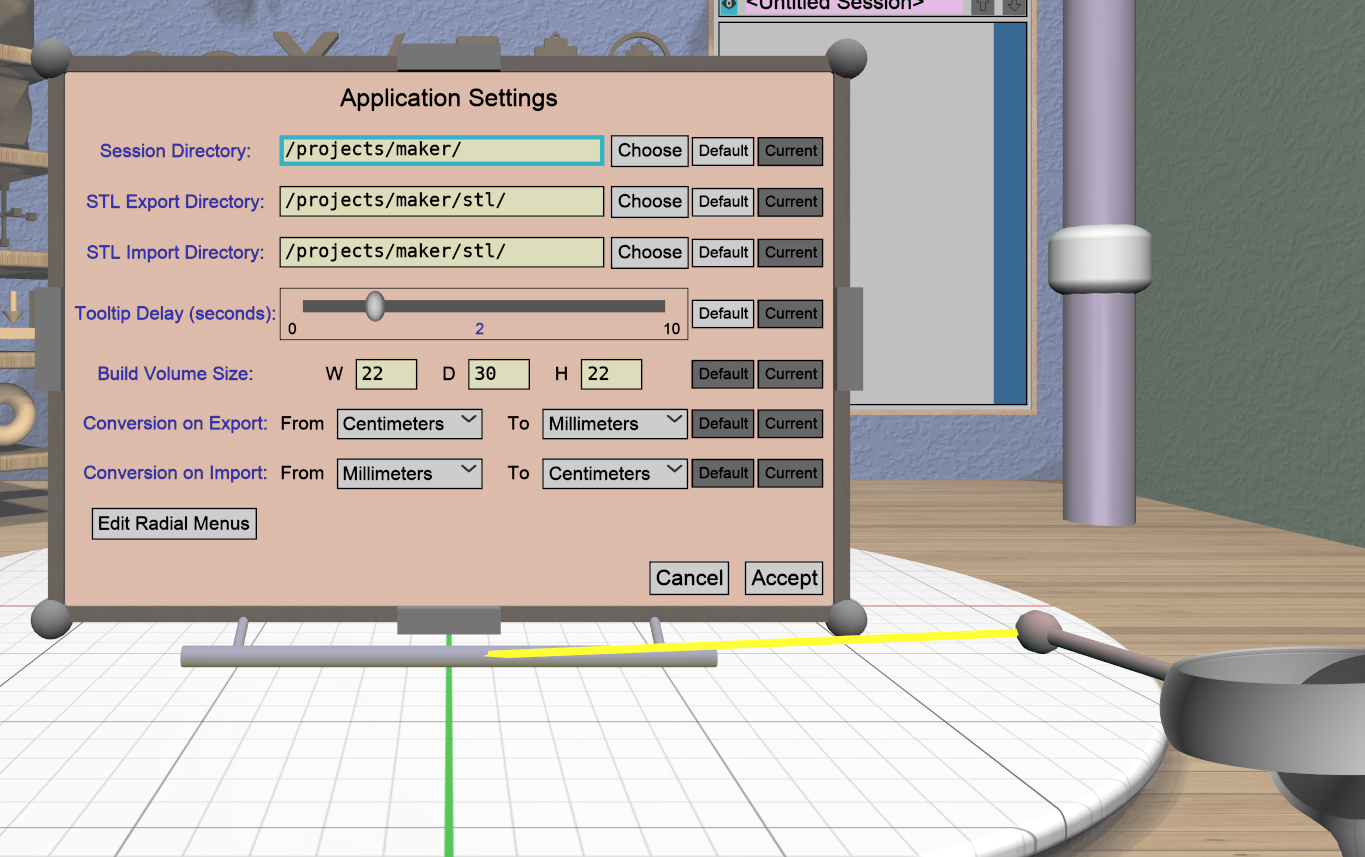 <Untitled Session>
Application Settings
Session Directory: /projects/maker/ Choose Default Current
STL Export Directory: /projects/maker/stl/ Choose Default Current
STL Import Directory: /projects/maker/stl/ Choose Default Current
Tooltip Delay (seconds): 0 2 10 Default Current
Build Volume Size: W 22 D 30 H 22 Default Current
Conversion on Export: From Centimeters To Millimeters Default Current
Conversion on Import: From Millimeters To Centimeters Default Current
Edit Radial Menus
Cancel Accept